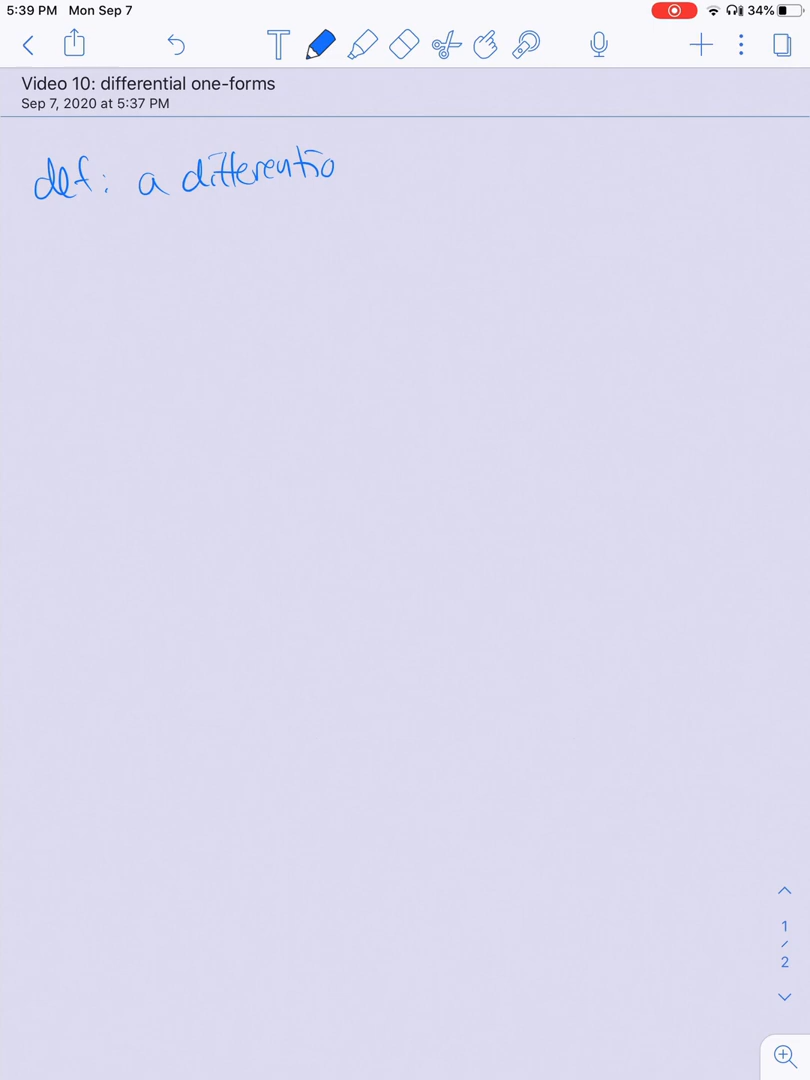 5:39 PM Mon Sep 7 34%
T
Video 10: differential one-forms
Sep 7, 2020 at 5:37 PM
def: a differentia
1
/
2